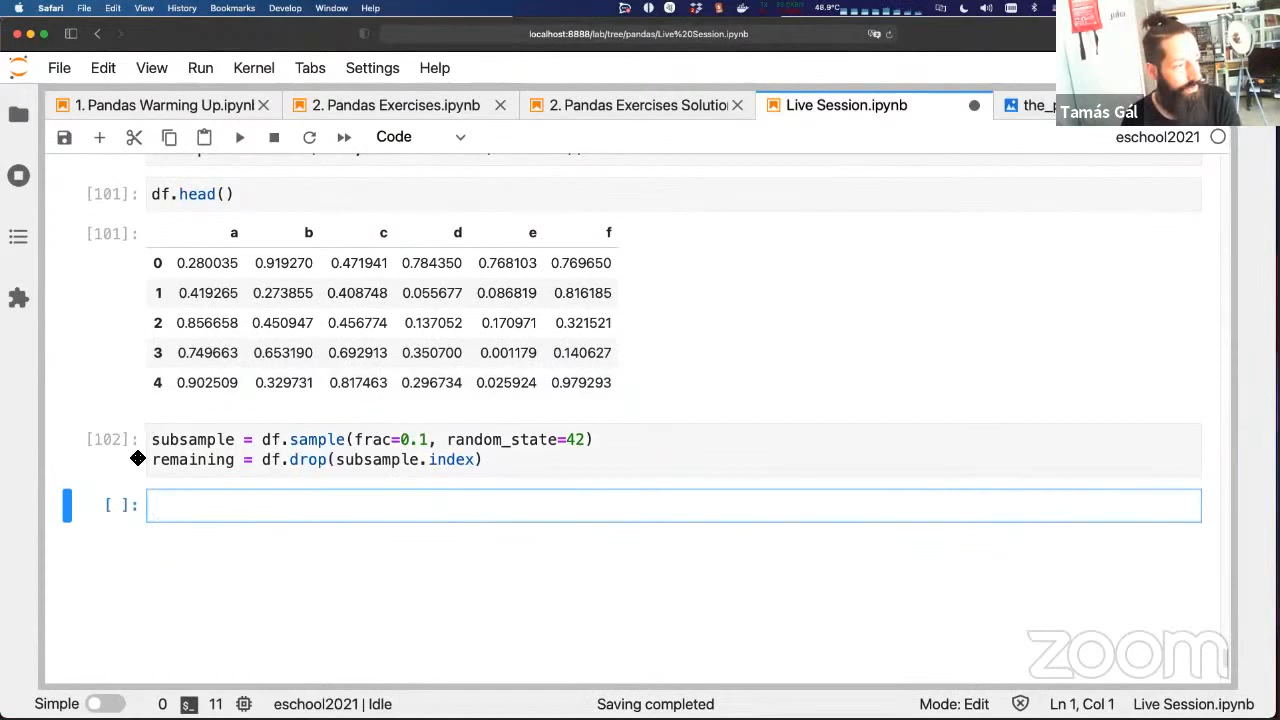 Safari File Edit View History Bookmarks Develop Window Help 46.9°C
localhost:8888/lab/tree/pandas/Live%20Session.ipynb
File Edit View Run Kernel Tabs Settings Help
1. Pandas Warming Up.ipynl 2. Pandas Exercises.ipynb 2. Pandas Exercises Solutio Live Session.ipynb the_p
Tamás Gál
Code eschool2021
[101]: df.head()
[101]: a b c d e f
0 0.280035 0.919270 0.471941 0.784350 0.768103 0.769650
1 0.419265 0.273855 0.408748 0.055677 0.086819 0.816185
2 0.856658 0.450947 0.456774 0.137052 0.170971 0.321521
3 0.749663 0.653190 0.692913 0.350700 0.001179 0.140627
4 0.902509 0.329731 0.817463 0.296734 0.025924 0.979293
[102]: subsample = df.sample(frac=0.1, random_state=42)
remaining = df.drop(subsample.index)
[ ]:
zoom
Simple 0 11 eschool2021 | Idle Saving completed Mode: Edit Ln 1, Col 1 Live Session.ipynb